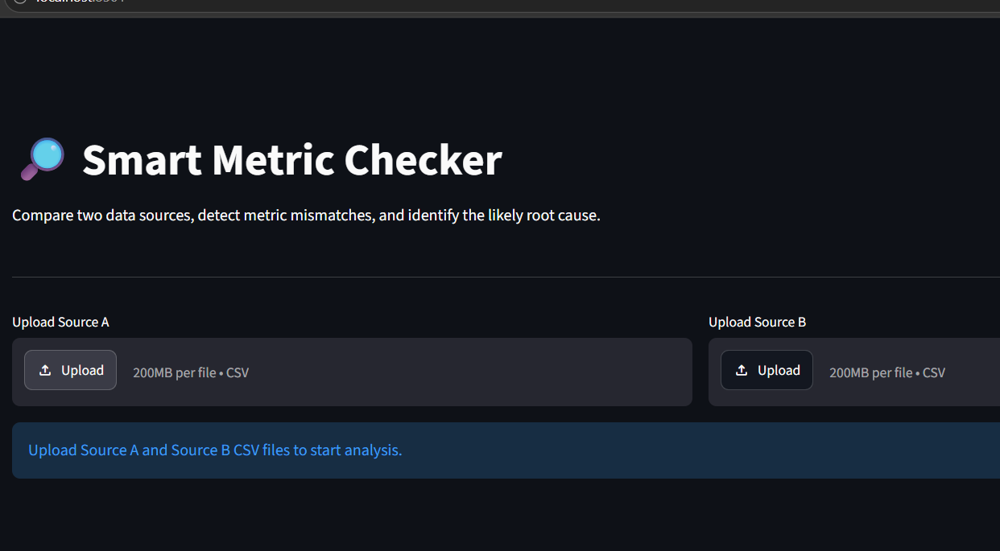 Smart Metric Checker
Compare two data sources, detect metric mismatches, and identify the likely root cause.
Upload Source A
Upload Source B
Upload
200MB per file • CSV
Upload
200MB per file • CSV
Upload Source A and Source B CSV files to start analysis.